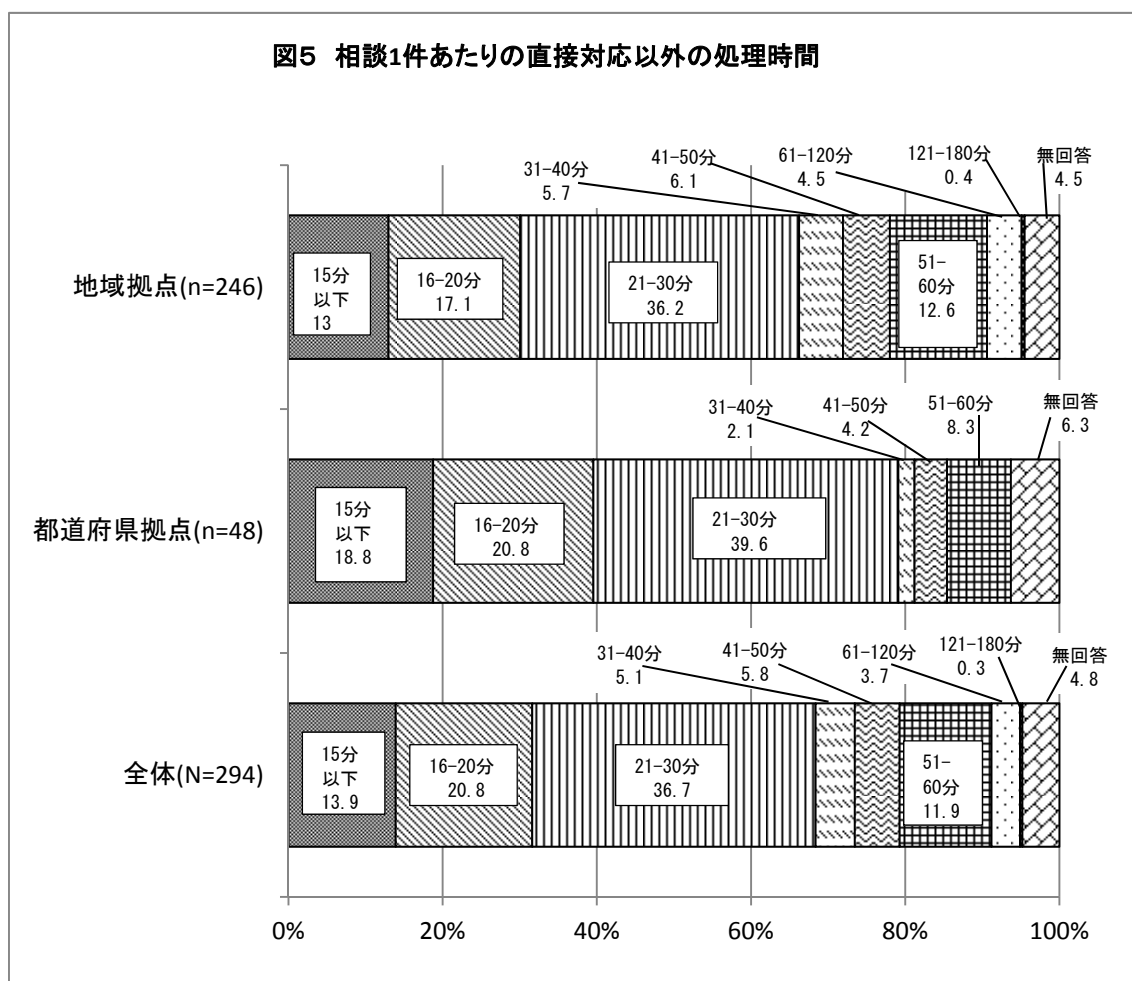 図5 相談1件あたりの直接対応以外の処理時間
31-40分
5.7
41-50分
6.1
61-120分
4.5
121-180分
0.4
無回答
4.5
地域拠点(n=246)
15分
以下
13
16-20分
17.1
21-30分
36.2
51-
60分
12.6
31-40分
2.1
41-50分
4.2
51-60分
8.3
無回答
6.3
都道府県拠点(n=48)
15分
以下
18.8
16-20分
20.8
21-30分
39.6
31-40分
5.1
41-50分
5.8
61-120分
3.7
121-180分
0.3
無回答
4.8
全体(N=294)
15分
以下
13.9
16-20分
20.8
21-30分
36.7
51-
60分
11.9
0%
20%
40%
60%
80%
100%